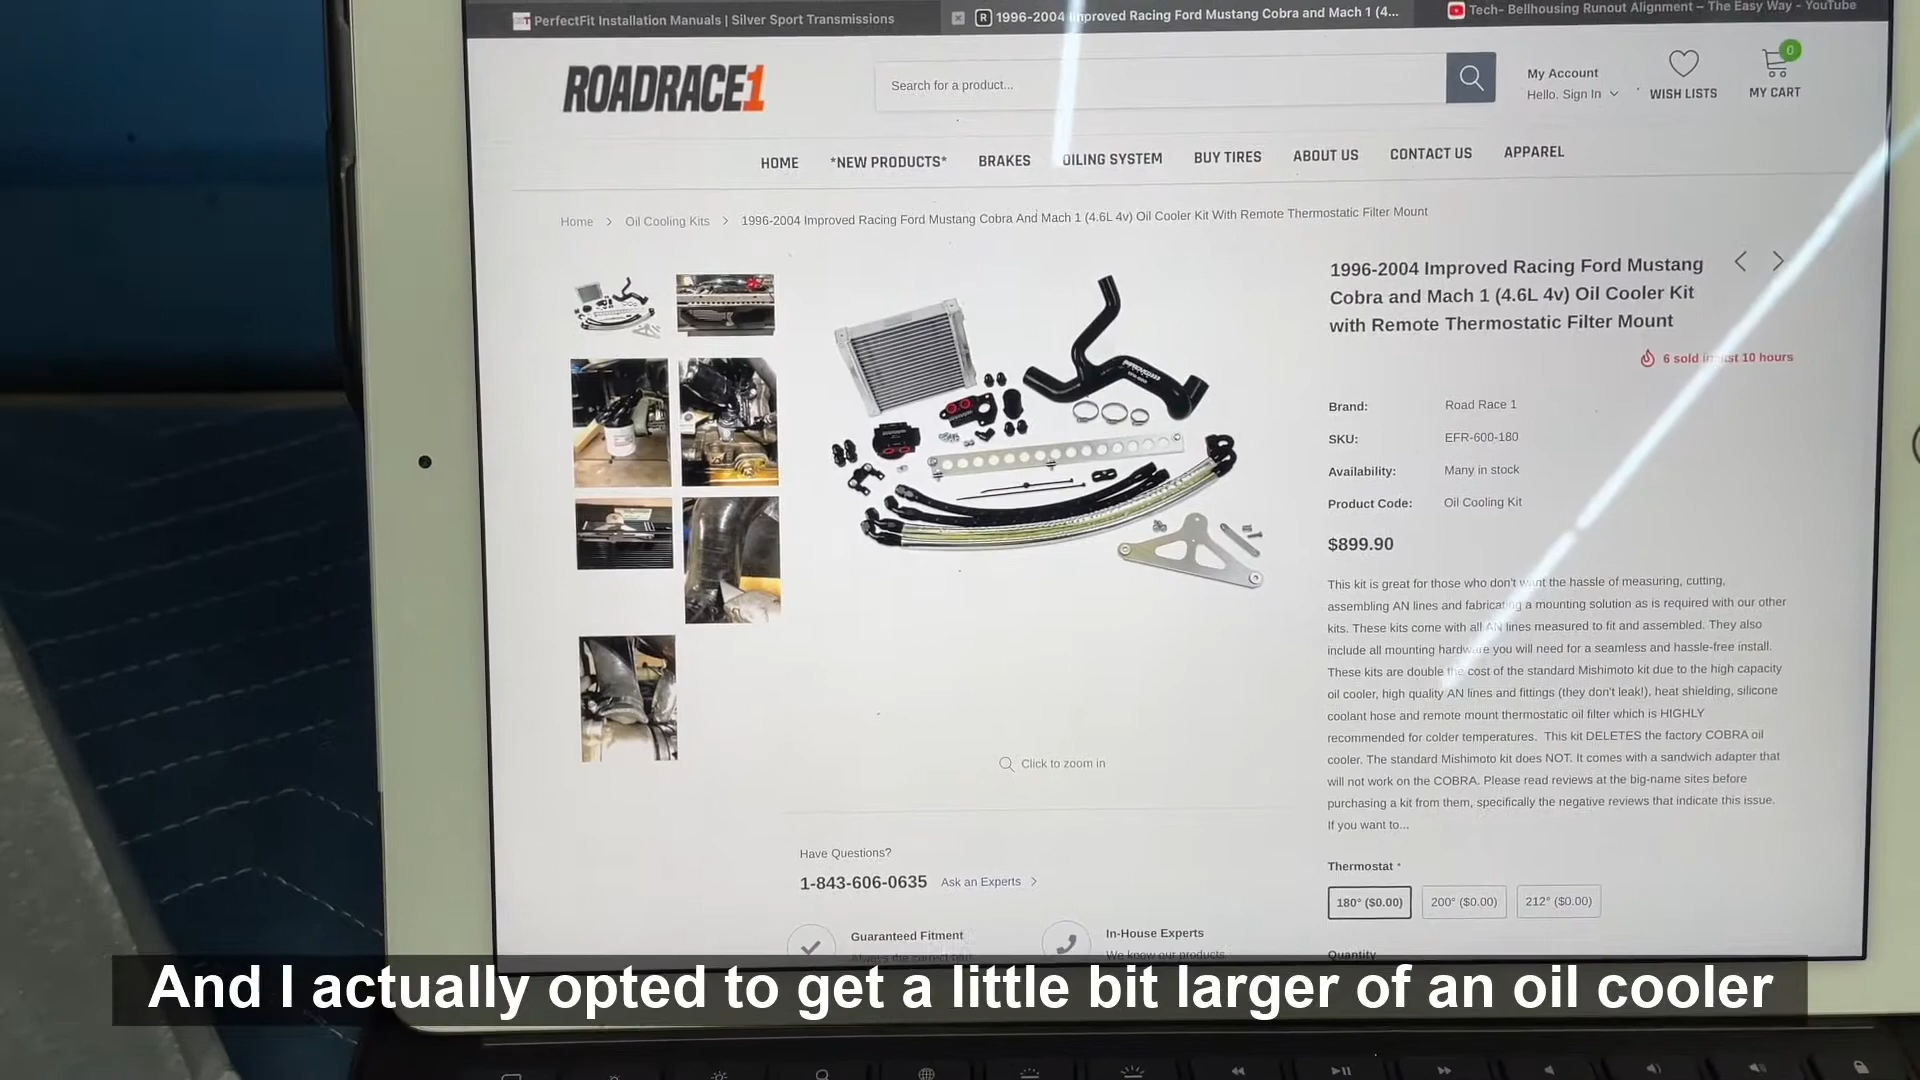 PerfectFit Installation Manuals | Silver Sport Transmissions
R 1996-2004 Improved Racing Ford Mustang Cobra and Mach 1 (4...
Tech- Bellhousing Runout Alignment – The Easy Way - YouTube
ROADRACE1
Search for a product...
My Account
Hello. Sign In
WISH LISTS
0
MY CART
HOME
*NEW PRODUCTS*
BRAKES
OILING SYSTEM
BUY TIRES
ABOUT US
CONTACT US
APPAREL
Home > Oil Cooling Kits > 1996-2004 Improved Racing Ford Mustang Cobra And Mach 1 (4.6L 4v) Oil Cooler Kit With Remote Thermostatic Filter Mount
1996-2004 Improved Racing Ford Mustang
Cobra and Mach 1 (4.6L 4v) Oil Cooler Kit
with Remote Thermostatic Filter Mount
6 sold in last 10 hours
Brand: Road Race 1
SKU: EFR-600-180
Availability: Many in stock
Product Code: Oil Cooling Kit
$899.90
This kit is great for those who don't want the hassle of measuring, cutting,
assembling AN lines and fabricating a mounting solution as is required with our other
kits. These kits come with all AN lines measured to fit and assembled. They also
include all mounting hardware you will need for a seamless and hassle-free install.
These kits are double the cost of the standard Mishimoto kit due to the high capacity
oil cooler, high quality AN lines and fittings (they don't leak!), heat shielding, silicone
coolant hose and remote mount thermostatic oil filter which is HIGHLY
recommended for colder temperatures. This kit DELETES the factory COBRA oil
cooler. The standard Mishimoto kit does NOT. It comes with a sandwich adapter that
will not work on the COBRA. Please read reviews at the big-name sites before
purchasing a kit from them, specifically the negative reviews that indicate this issue.
If you want to...
Click to zoom in
Have Questions?
1-843-606-0635 Ask an Experts >
Thermostat *
180° ($0.00)
200° ($0.00)
212° ($0.00)
Guaranteed Fitment
In-House Experts
We know our products
Quantity
And I actually opted to get a little bit larger of an oil cooler